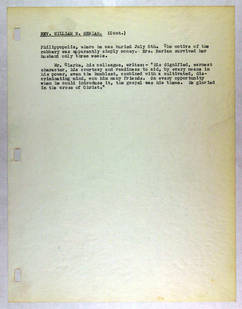 REV. WILLIAM W. MERIAM. (Cont.)
Philippopolis, where he was buried July 5th. The motive of the
robbery was apparently simply money. Mrs. Meriam survived her
husband only three weeks.
Mr. Clarke, his colleague, writes:- "His dignified, earnest
character, his courtesy and readiness to aid, by every means in
his power, even the humblest, combined with a cultivated, dis-
criminating mind, won him many friends. On every opportunity
when he could introduce it, the gospel was his theme. He gloried
in the cross of Christ."